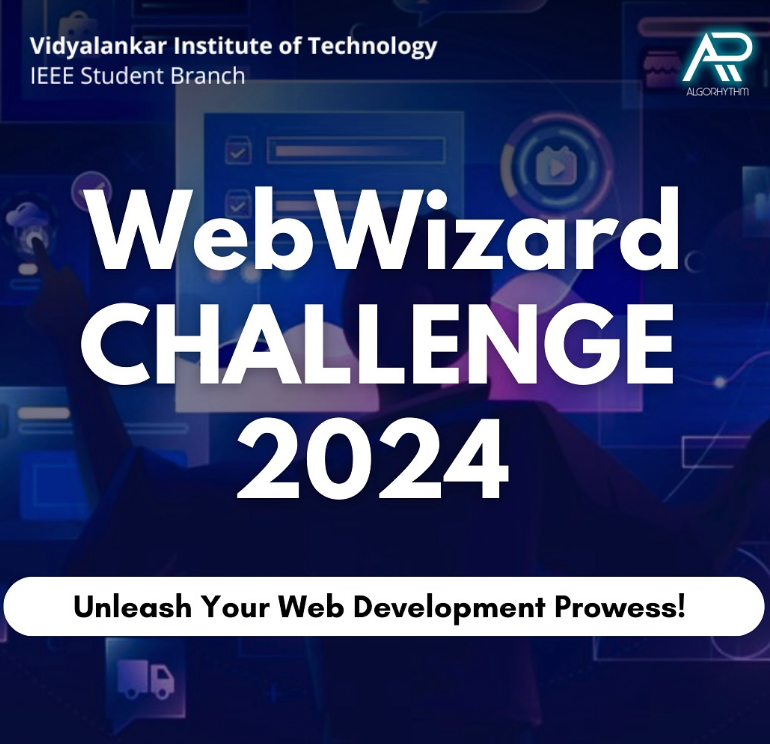 Vidyalankar Institute of Technology
IEEE Student Branch
AR
ALGORHYTHM
WebWizard
CHALLENGE
2024
Unleash Your Web Development Prowess!